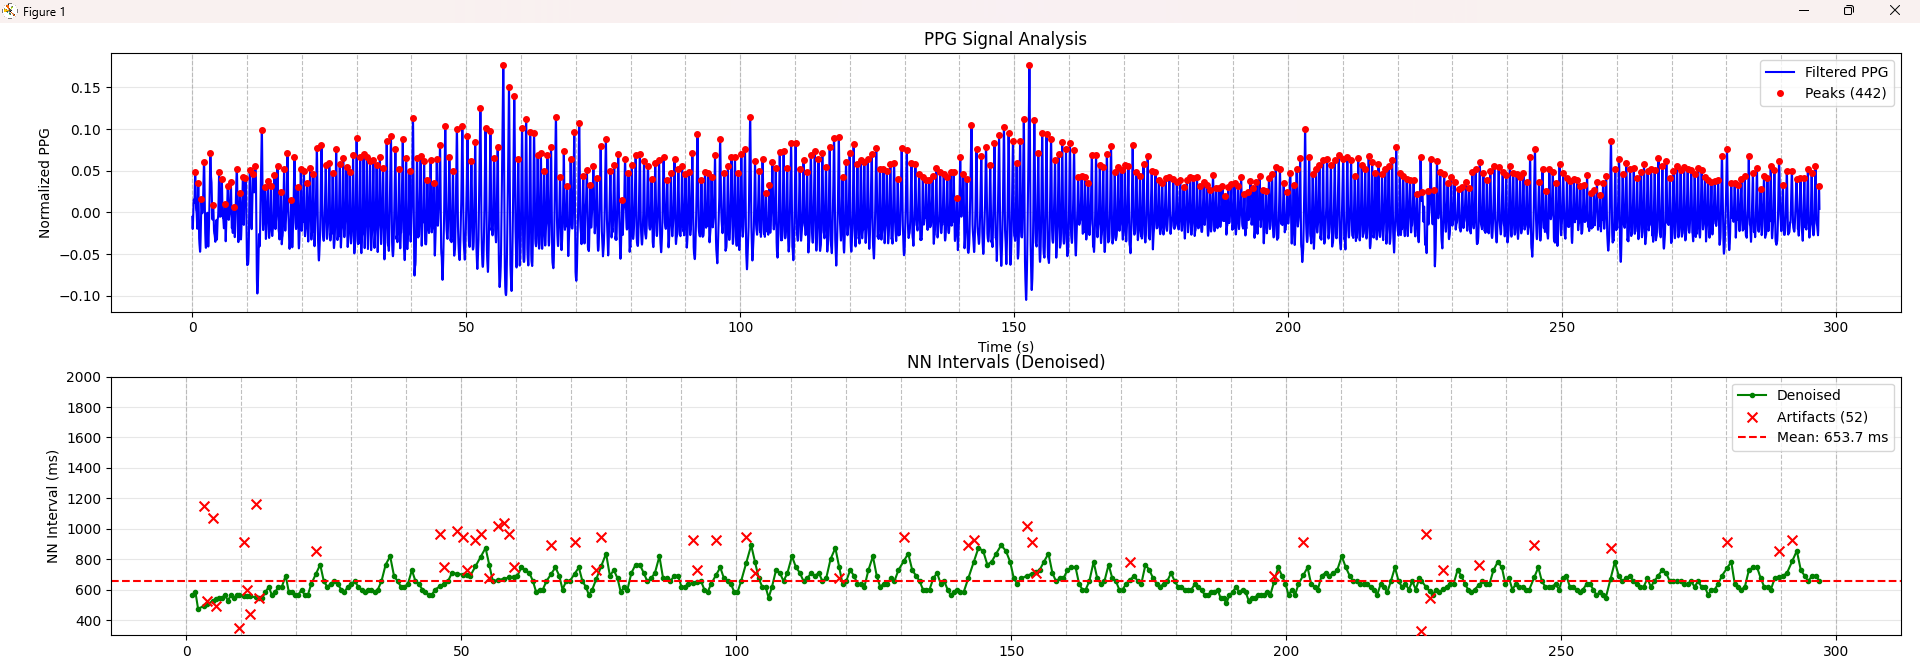 Figure 1
PPG Signal Analysis
Normalized PPG
0.15
0.10
0.05
0.00
−0.05
−0.10
Filtered PPG
Peaks (442)
0 50 100 150 200 250 300
Time (s)
NN Intervals (Denoised)
NN Interval (ms)
2000
1800
1600
1400
1200
1000
800
600
400
Denoised
Artifacts (52)
Mean: 653.7 ms
0 50 100 150 200 250 300